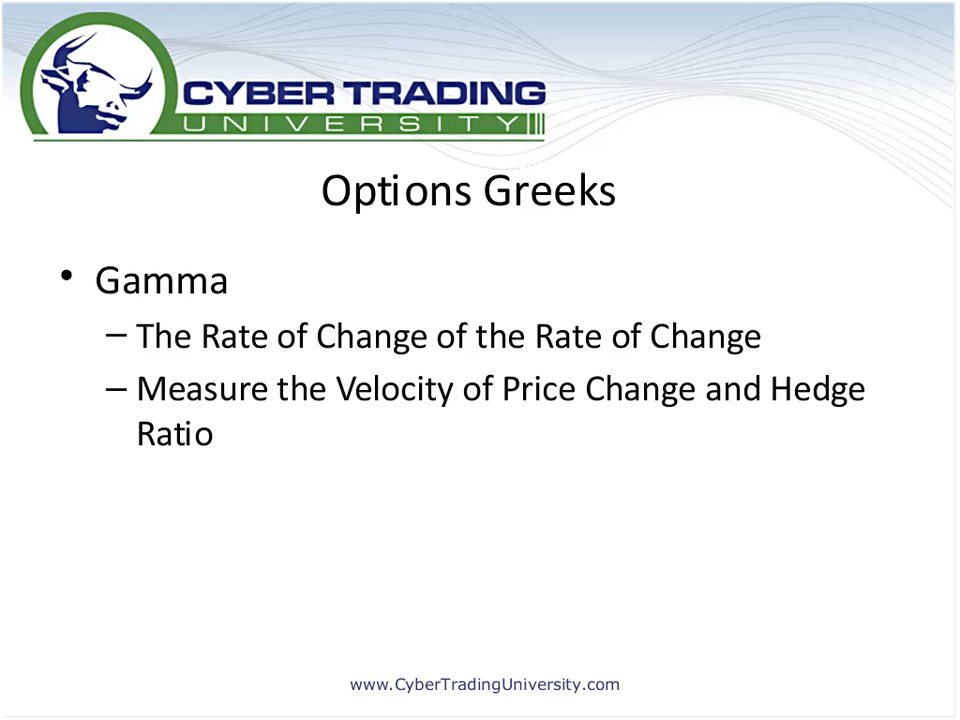 CYBER TRADING
UNIVERSITY
Options Greeks
• Gamma
– The Rate of Change of the Rate of Change
– Measure the Velocity of Price Change and Hedge
Ratio
www.CyberTradingUniversity.com